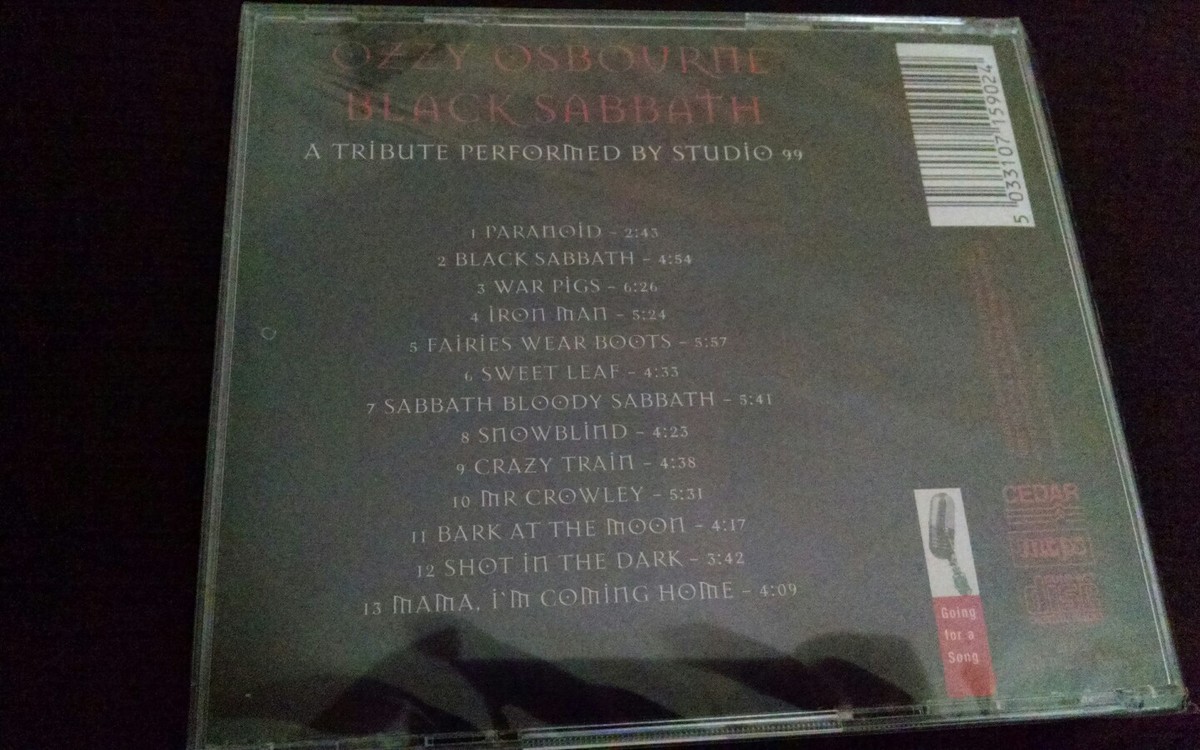 OZZY OSBOURNE
BLACK SABBATH
A TRIBUTE PERFORMED BY STUDIO 99
1 PARANOID - 2:43
2 BLACK SABBATH - 4:54
3 WAR PIGS - 6:26
4 IRON MAN - 5:24
5 FAIRIES WEAR BOOTS - 5:57
6 SWEET LEAF - 4:33
7 SABBATH BLOODY SABBATH - 5:41
8 SNOWBLIND - 4:23
9 CRAZY TRAIN - 4:38
10 MR CROWLEY - 5:31
11 BARK AT THE MOON - 4:17
12 SHOT IN THE DARK - 3:42
13 MAMA, I'M COMING HOME - 4:09
5 033107 159024
CEDAR
mcps
disc
Going
for a
Song